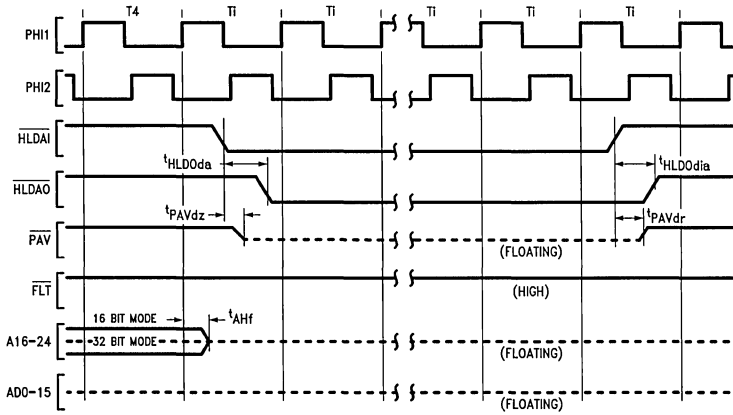 T4 Ti Ti Ti Ti Ti
PHI1
PHI2
HLDAI
tHLDOda tHLDOdia
HLDAO
tPAVdz tPAVdr
PAV
(FLOATING)
FLT
(HIGH)
16 BIT MODE tAHf
A16-24 32 BIT MODE
(FLOATING)
AD0-15
(FLOATING)